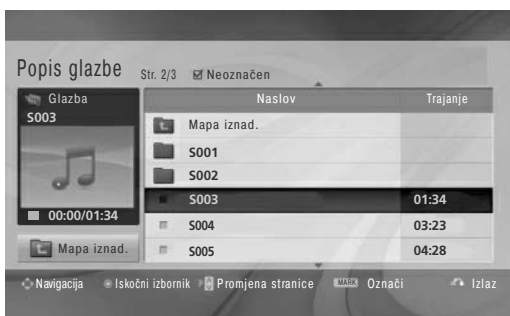 Popis glazbe Str. 2/3 Neoznačen
Glazba
S003
00:00/01:34
Mapa iznad.
Naslov Trajanje
Mapa iznad.
S001
S002
S003 01:34
S004 03:23
S005 04:28
Navigacija Iskočni izbornik P Promjena stranice MARK Označi Izlaz